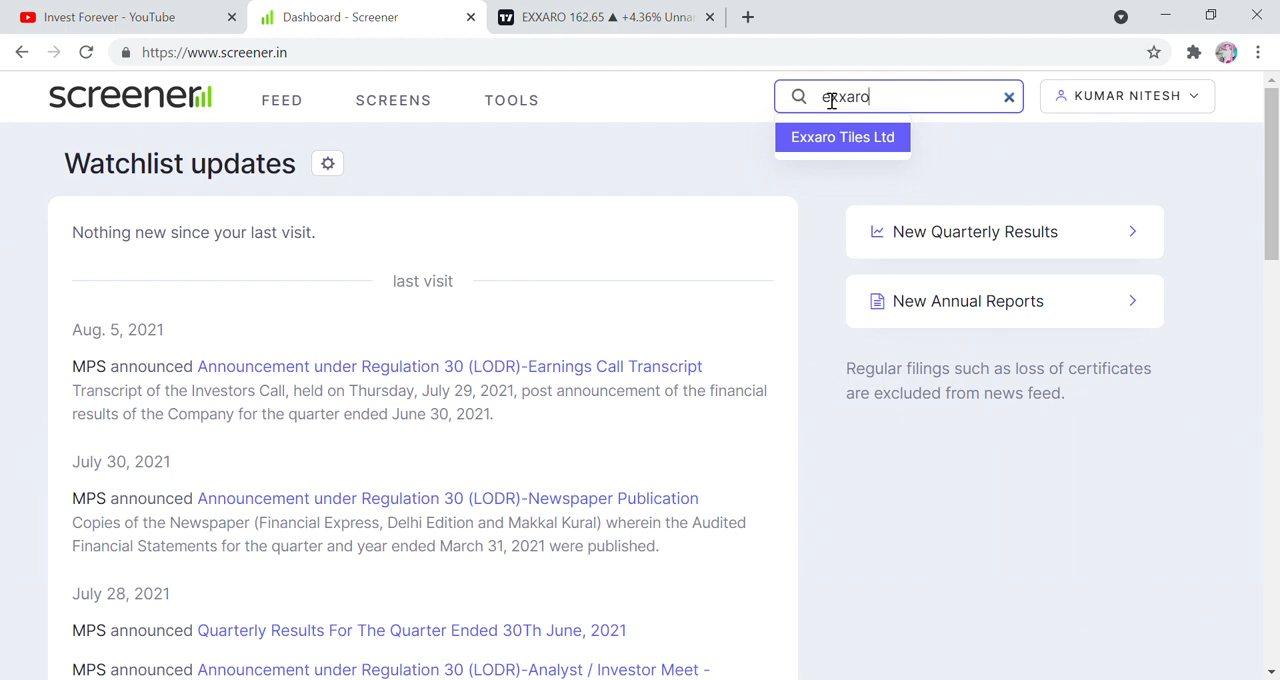 Invest Forever - YouTube
Dashboard - Screener
EXXARO 162.65 ▲ +4.36% Unna
https://www.screener.in
screener
FEED
SCREENS
TOOLS
exxaro
KUMAR NITESH
Exxaro Tiles Ltd
Watchlist updates
Nothing new since your last visit.
last visit
Aug. 5, 2021
MPS announced Announcement under Regulation 30 (LODR)-Earnings Call Transcript
Transcript of the Investors Call, held on Thursday, July 29, 2021, post announcement of the financial
results of the Company for the quarter ended June 30, 2021.
July 30, 2021
MPS announced Announcement under Regulation 30 (LODR)-Newspaper Publication
Copies of the Newspaper (Financial Express, Delhi Edition and Makkal Kural) wherein the Audited
Financial Statements for the quarter and year ended March 31, 2021 were published.
July 28, 2021
MPS announced Quarterly Results For The Quarter Ended 30Th June, 2021
MPS announced Announcement under Regulation 30 (LODR)-Analyst / Investor Meet -
New Quarterly Results
New Annual Reports
Regular filings such as loss of certificates
are excluded from news feed.